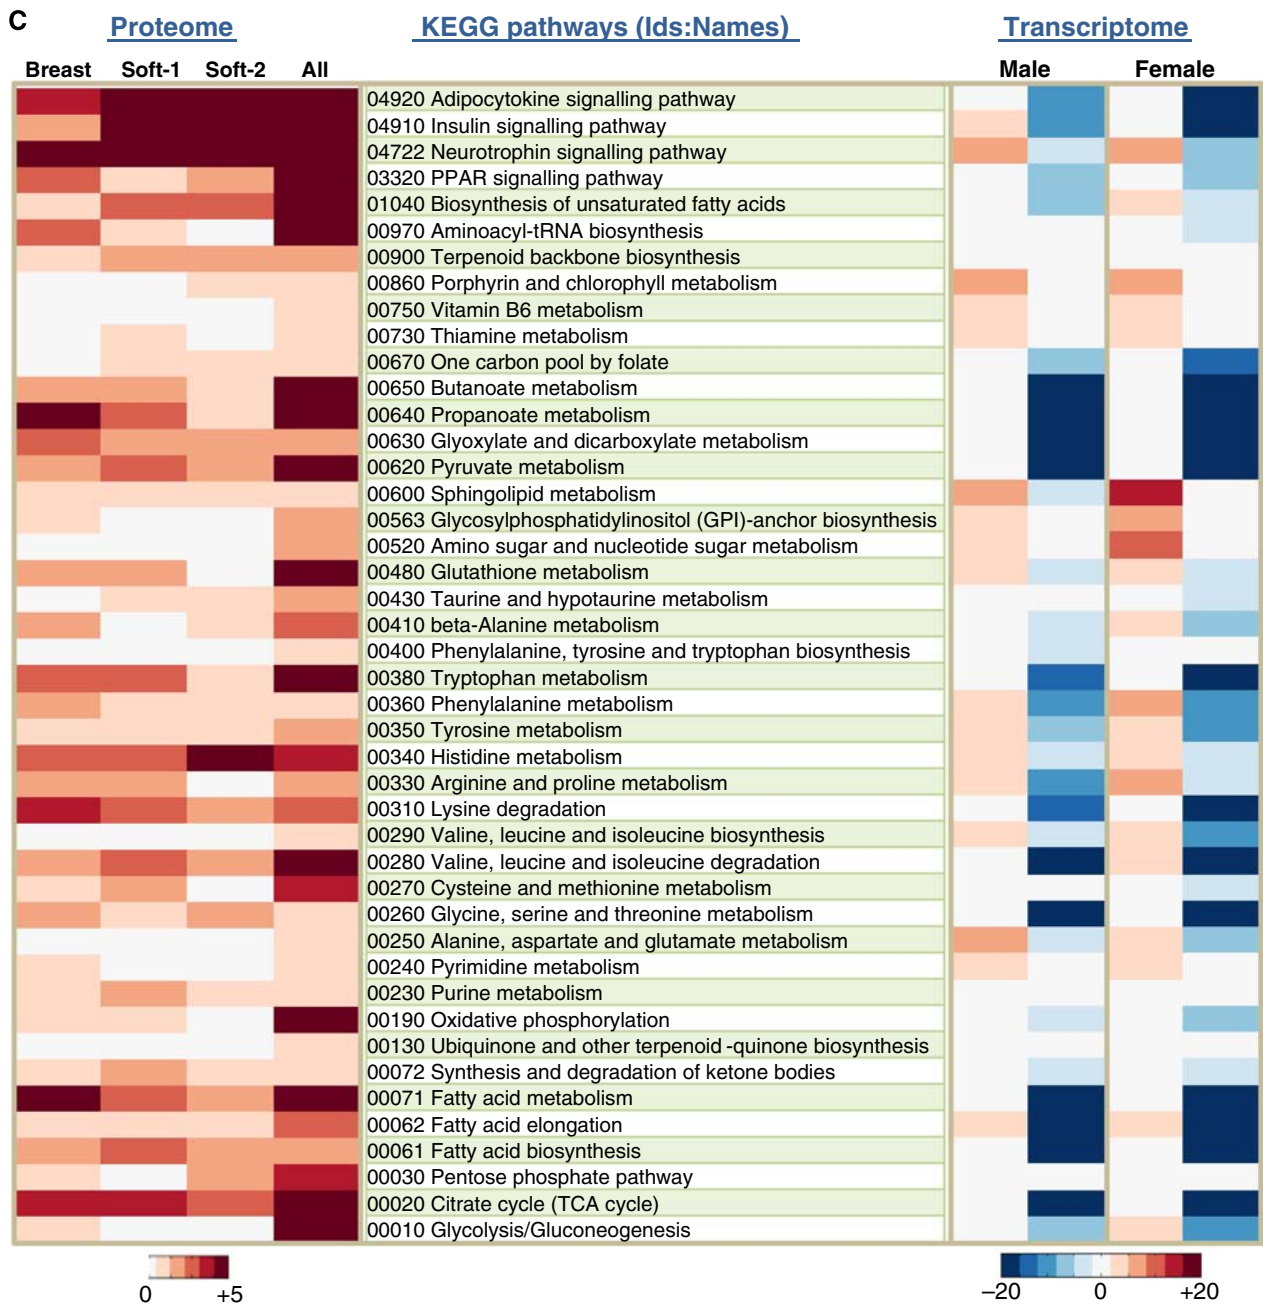 C
Proteome KEGG pathways (Ids:Names) Transcriptome
Breast Soft-1 Soft-2 All Male Female
04920 Adipocytokine signalling pathway
04910 Insulin signalling pathway
04722 Neurotrophin signalling pathway
03320 PPAR signalling pathway
01040 Biosynthesis of unsaturated fatty acids
00970 Aminoacyl-tRNA biosynthesis
00900 Terpenoid backbone biosynthesis
00860 Porphyrin and chlorophyll metabolism
00750 Vitamin B6 metabolism
00730 Thiamine metabolism
00670 One carbon pool by folate
00650 Butanoate metabolism
00640 Propanoate metabolism
00630 Glyoxylate and dicarboxylate metabolism
00620 Pyruvate metabolism
00600 Sphingolipid metabolism
00563 Glycosylphosphatidylinositol (GPI)-anchor biosynthesis
00520 Amino sugar and nucleotide sugar metabolism
00480 Glutathione metabolism
00430 Taurine and hypotaurine metabolism
00410 beta-Alanine metabolism
00400 Phenylalanine, tyrosine and tryptophan biosynthesis
00380 Tryptophan metabolism
00360 Phenylalanine metabolism
00350 Tyrosine metabolism
00340 Histidine metabolism
00330 Arginine and proline metabolism
00310 Lysine degradation
00290 Valine, leucine and isoleucine biosynthesis
00280 Valine, leucine and isoleucine degradation
00270 Cysteine and methionine metabolism
00260 Glycine, serine and threonine metabolism
00250 Alanine, aspartate and glutamate metabolism
00240 Pyrimidine metabolism
00230 Purine metabolism
00190 Oxidative phosphorylation
00130 Ubiquinone and other terpenoid -quinone biosynthesis
00072 Synthesis and degradation of ketone bodies
00071 Fatty acid metabolism
00062 Fatty acid elongation
00061 Fatty acid biosynthesis
00030 Pentose phosphate pathway
00020 Citrate cycle (TCA cycle)
00010 Glycolysis/Gluconeogenesis
0 +5 −20 0 +20